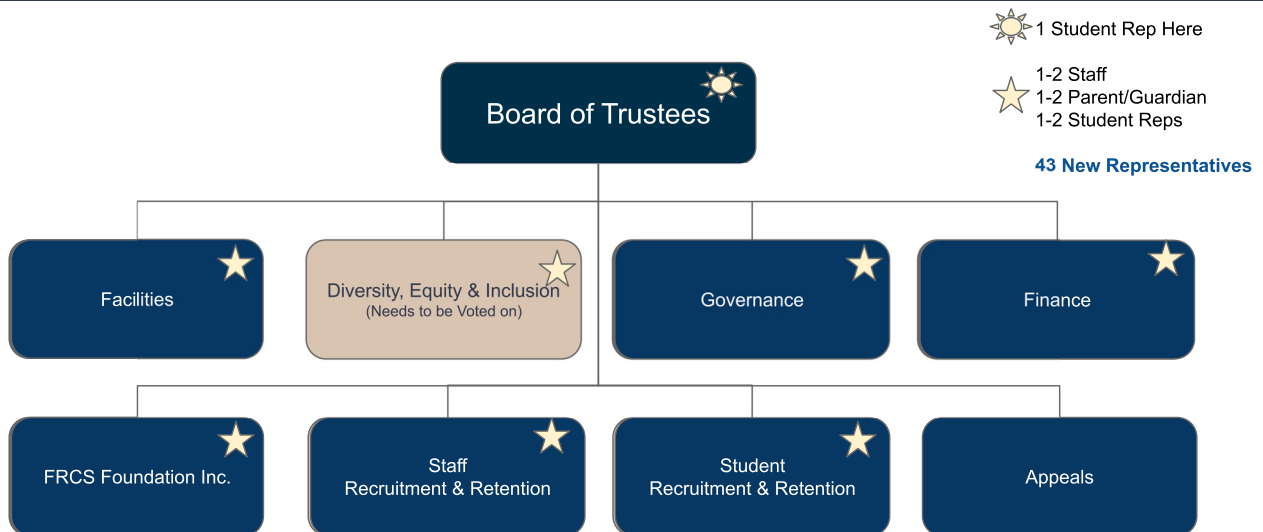 1 Student Rep Here
1-2 Staff
1-2 Parent/Guardian
1-2 Student Reps
43 New Representatives
Board of Trustees
Facilities
Diversity, Equity & Inclusion
(Needs to be Voted on)
Governance
Finance
FRCS Foundation Inc.
Staff
Recruitment & Retention
Student
Recruitment & Retention
Appeals